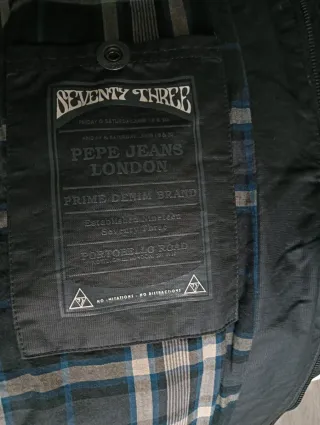 SEVENTY THREE
PEPE JEANS
LONDON
PRIME DENIM BRAND
Established Nineteen
Seventy Three
PORTOBELLO ROAD
NO IMITATIONS - NO DISTRACTIONS